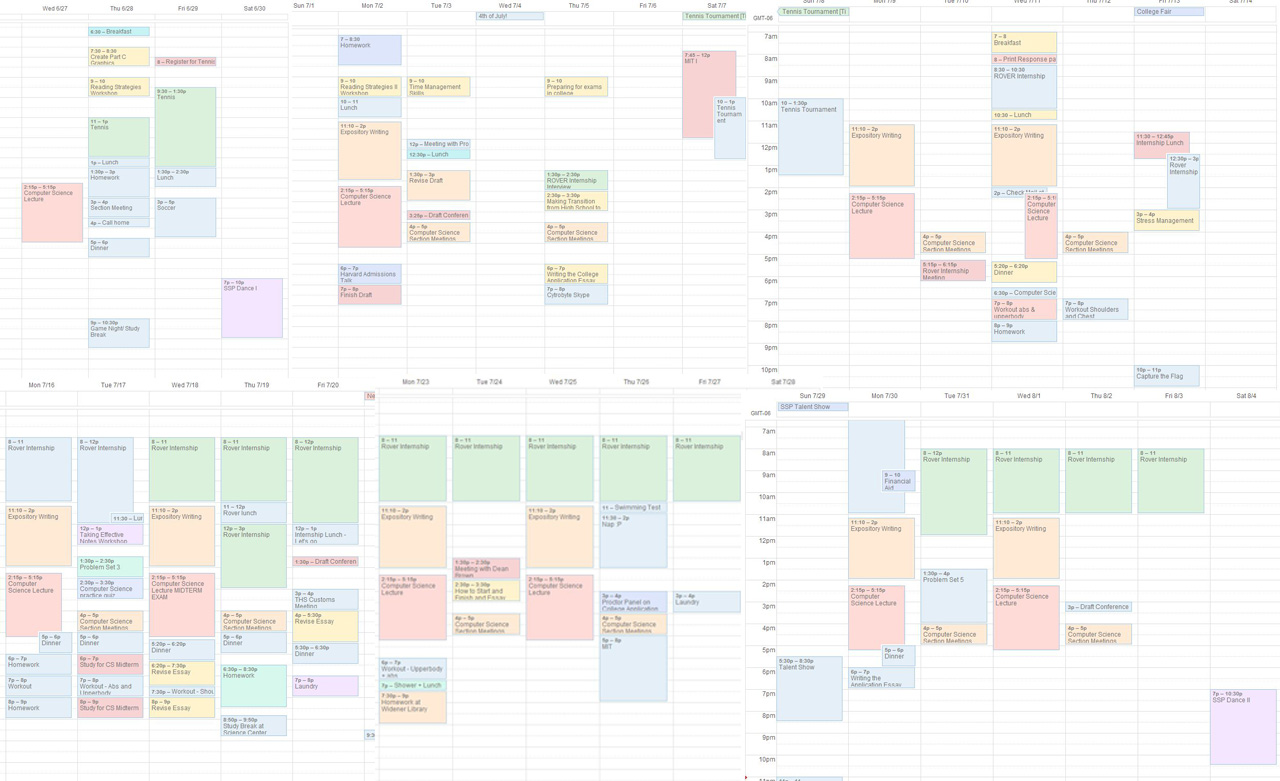 Wed 6/27
Thu 6/28
Fri 6/29
Sat 6/30
6:30 – Breakfast
7:30 – 8:30
Create Part C
Graphics
8 – Register for Tennis
9 – 10
Reading Strategies
Workshop
9:30 – 1:30p
Tennis
11 – 1p
Tennis
1p – Lunch
1:30p – 3p
Homework
1:30p – 2:30p
Lunch
2:15p – 5:15p
Computer Science
Lecture
3p – 4p
Section Meeting
Soccer
4p – Call home
5p – 6p
Dinner
7p – 10p
SSP Dance I
9p – 10:30p
Game Night/ Study
Break
Sun 7/1
Mon 7/2
Tue 7/3
Wed 7/4
Thu 7/5
Fri 7/6
Sat 7/7
4th of July!
Tennis Tournament [T
7 – 8:30
Homework
7:45 – 12p
MIT I
9 – 10
Reading Strategies II
Workshop
9 – 10
Time Management
Skills
9 – 10
Preparing for exams
in college
10 – 11
Lunch
10 – 1p
Tennis
Tournam
ent
11:10 – 2p
Expository Writing
12p – Meeting with Pro
12:30p – Lunch
1:30p – 3p
Revise Draft
1:30p – 2:30p
ROVER Internship
Interview
2:15p – 5:15p
Computer Science
Lecture
2:30p – 3:30p
Making Transition
from High School to
3:20p – Draft Conferen
4p – 5p
Computer Science
Section Meetings
4p – 5p
Computer Science
Section Meetings
6p – 7p
Harvard Admissions
Talk
6p – 7p
Writing the College
Application Essay
7p – 8p
Finish Draft
7p – 8p
Cytrobyte Skype
Sun 7/8
Mon 7/9
Tue 7/10
Wed 7/11
Thu 7/12
Fri 7/13
Sat 7/14
GMT-06
Tennis Tournament [Ti
College Fair
7am
8am
9am
10am
11am
12pm
1pm
2pm
3pm
4pm
5pm
6pm
7pm
8pm
9pm
10pm
7 – 8
Breakfast
8 – Print Response pa
8:30 – 10:30
ROVER Internship
10 – 1:30p
Tennis Tournament
10:30 – Lunch
11:10 – 2p
Expository Writing
11:10 – 2p
Expository Writing
11:30 – 12:45p
Internship Lunch
12:30p – 3p
Rover
Internship
2p – Check Mail at
2:15p – 5:15p
Computer Science
Lecture
2:15p – 5:1
Computer
Science
Lecture
3p – 4p
Stress Management
4p – 5p
Computer Science
Section Meetings
4p – 5p
Computer Science
Section Meetings
5:15p – 6:15p
Rover Internship
Meeting
5:20p – 6:20p
Dinner
6:30p – Computer Scie
7p – 8p
Workout abs &
upperbody
7p – 8p
Workout Shoulders
and Chest
8p – 9p
Homework
10p – 11p
Capture the Flag
Mon 7/16
Tue 7/17
Wed 7/18
Thu 7/19
Fri 7/20
Ne
8 – 11
Rover Internship
8 – 12p
Rover Internship
8 – 11
Rover Internship
8 – 11
Rover Internship
8 – 12p
Rover Internship
11:10 – 2p
Expository Writing
11:30 – Lur
11:10 – 2p
Expository Writing
11 – 12p
Rover lunch
12p – 1p
Taking Effective
Notes Workshop
12p – 3p
Rover Internship
12p – 1p
Internship Lunch -
Let's go
1:30p – 2:30p
Problem Set 3
1:30p – Draft Conferen
2:15p – 5:15p
Computer
Science Lecture
2:30p – 3:30p
Computer Science
practice quiz
2:15p – 5:15p
Computer Science
Lecture MIDTERM
EXAM
3p – 4p
THS Customs
Meeting
4p – 5p
Computer Science
Section Meetings
4p – 5p
Computer Science
Section Meetings
4p – 5:30p
Revise Essay
5p – 6p
Dinner
5p – 6p
Dinner
5:20p – 6:20p
Dinner
5p – 6p
Dinner
5:30p – 6:30p
Dinner
6p – 7p
Homework
6p – 7p
Study for CS Midterm
6:20p – 7:30p
Revise Essay
6:30p – 8:30p
Homework
7p – 8p
Workout
7p – 8p
Workout - Abs and
Upperbody
7:30p – Workout - Shou
7p – 8p
Laundry
8p – 9p
Homework
8p – 9p
Study for CS Midterm
8p – 9p
Revise Essay
8:50p – 9:50p
Study Break at
Science Center
9:3
Mon 7/23
Tue 7/24
Wed 7/25
Thu 7/26
Fri 7/27
Sat 7/28
8 – 11
Rover Internship
8 – 11
Rover Internship
8 – 11
Rover Internship
8 – 11
Rover Internship
8 – 11
Rover Internship
11:10 – 2p
Expository Writing
11:10 – 2p
Expository Writing
11 – Swimming Test
11:30 – 2p
Nap :P
1:30p – 2:30p
Meeting with Dean
Brown
2:15p – 5:15p
Computer Science
Lecture
2:30p – 3:30p
How to Start and
Finish and Essay
2:15p – 5:15p
Computer Science
Lecture
3p – 4p
Proctor Panel on
College Application
3p – 4p
Laundry
4p – 5p
Computer Science
Section Meetings
4p – 5p
Computer Science
Section Meetings
5p – 8p
MIT
6p – 7p
Workout - Upperbody
+ abs
7p – Shower + Lunch
7:30p – 9p
Homework at
Widener Library
Sun 7/29
Mon 7/30
Tue 7/31
Wed 8/1
Thu 8/2
Fri 8/3
Sat 8/4
GMT-06
SSP Talent Show
7am
8am
9am
10am
11am
12pm
1pm
2pm
3pm
4pm
5pm
6pm
7pm
8pm
9pm
10pm
11pm
8 – 12p
Rover Internship
8 – 11
Rover Internship
8 – 11
Rover Internship
8 – 11
Rover Internship
9 – 10
Financial
Aid
11:10 – 2p
Expository Writing
11:10 – 2p
Expository Writing
1:30p – 4p
Problem Set 5
2:15p – 5:15p
Computer
Science Lecture
2:15p – 5:15p
Computer Science
Lecture
3p – Draft Conference
4p – 5p
Computer Science
Section Meetings
4p – 5p
Computer Science
Section Meetings
5p – 6p
Dinner
5:30p – 8:30p
Talent Show
6p – 7p
Writing the
Application Essay
7p – 10:30p
SSP Dance II